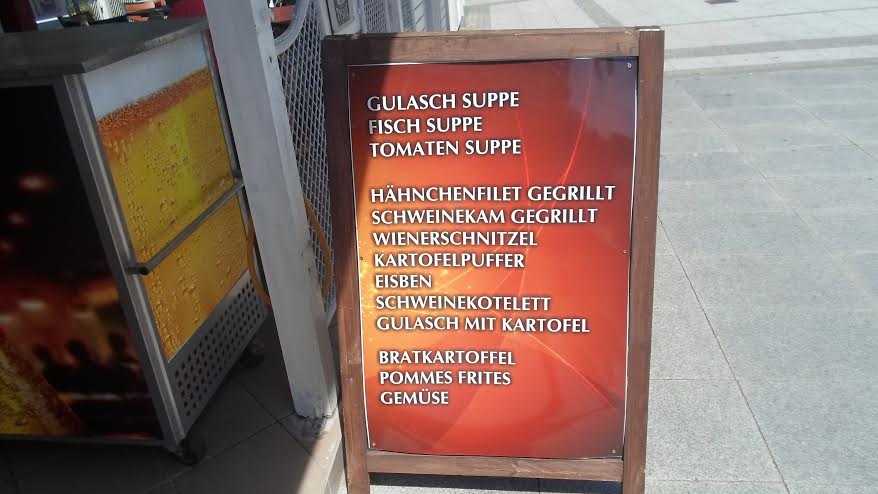 GULASCH SUPPE
FISCH SUPPE
TOMATEN SUPPE
HÄHNCHENFILET GEGRILLT
SCHWEINEKAM GEGRILLT
WIENERSCHNITZEL
KARTOFELPUFFER
EISBEN
SCHWEINEKOTELETT
GULASCH MIT KARTOFEL
BRATKARTOFFEL
POMMES FRITES
GEMÜSE